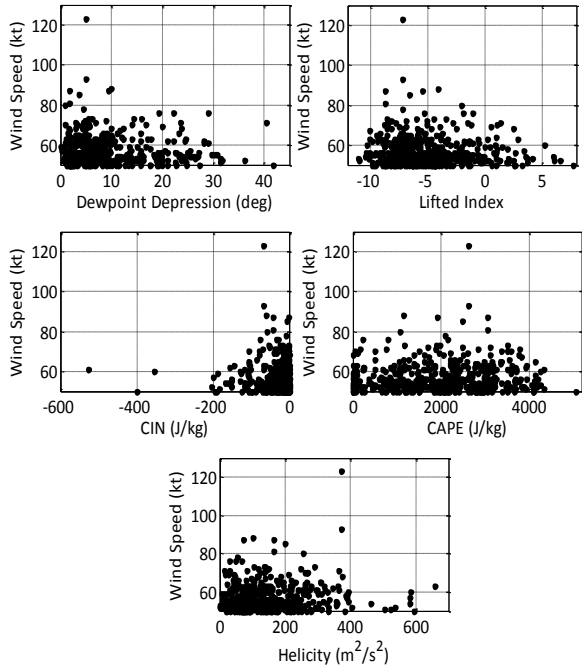 Wind Speed (kt)
120
100
80
60
0 10 20 30 40
Dewpoint Depression (deg)
Wind Speed (kt)
120
100
80
60
-10 -5 0 5
Lifted Index
Wind Speed (kt)
120
100
80
60
-600 -400 -200 0
CIN (J/kg)
Wind Speed (kt)
120
100
80
60
0 2000 4000
CAPE (J/kg)
Wind Speed (kt)
120
100
80
60
0 200 400 600
Helicity (m²/s²)